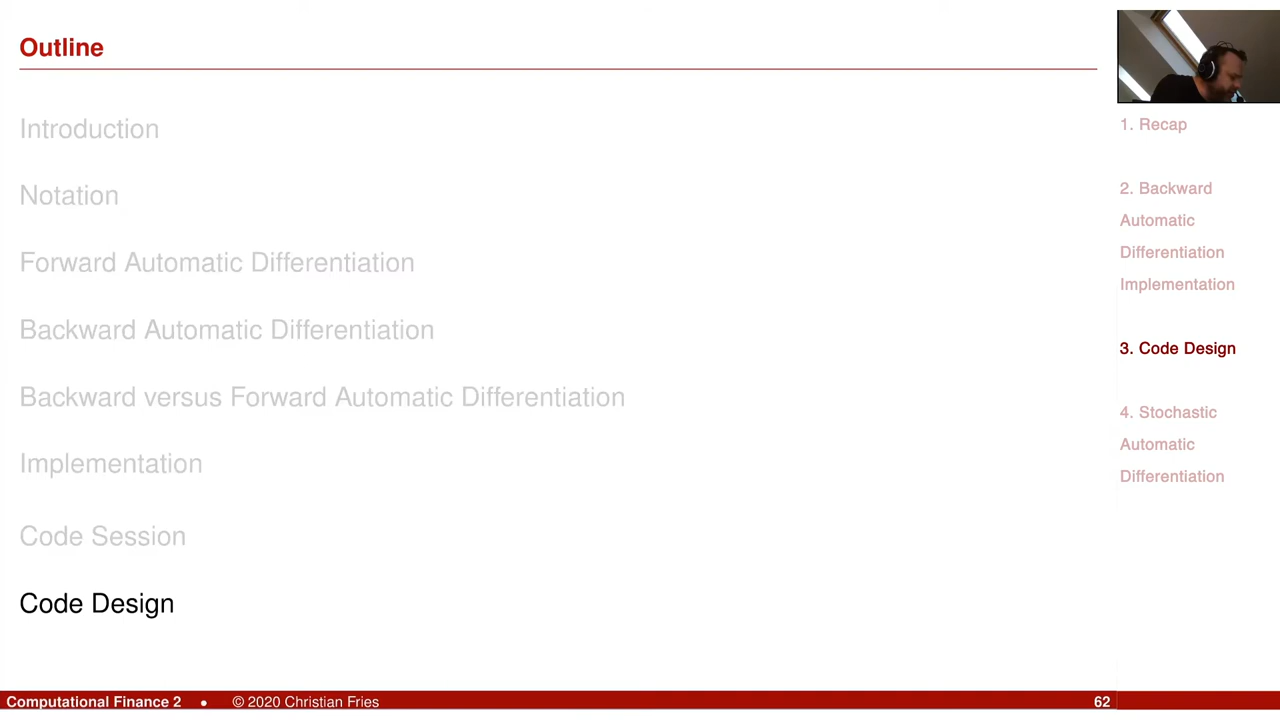 Outline
Introduction
Notation
Forward Automatic Differentiation
Backward Automatic Differentiation
Backward versus Forward Automatic Differentiation
Implementation
Code Session
Code Design
1. Recap
2. Backward
Automatic
Differentiation
Implementation
3. Code Design
4. Stochastic
Automatic
Differentiation
Computational Finance 2 • © 2020 Christian Fries 62